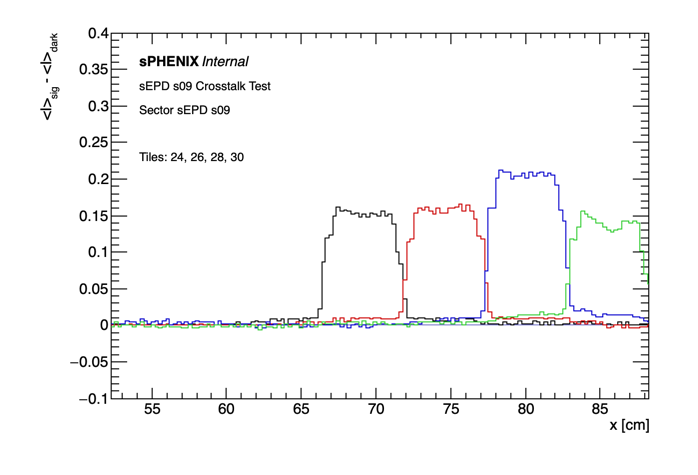 <I>sig - <I>dark
0.4
0.35
0.3
0.25
0.2
0.15
0.1
0.05
0
−0.05
−0.1
sPHENIX Internal
sEPD s09 Crosstalk Test
Sector sEPD s09
Tiles: 24, 26, 28, 30
55 60 65 70 75 80 85
x [cm]